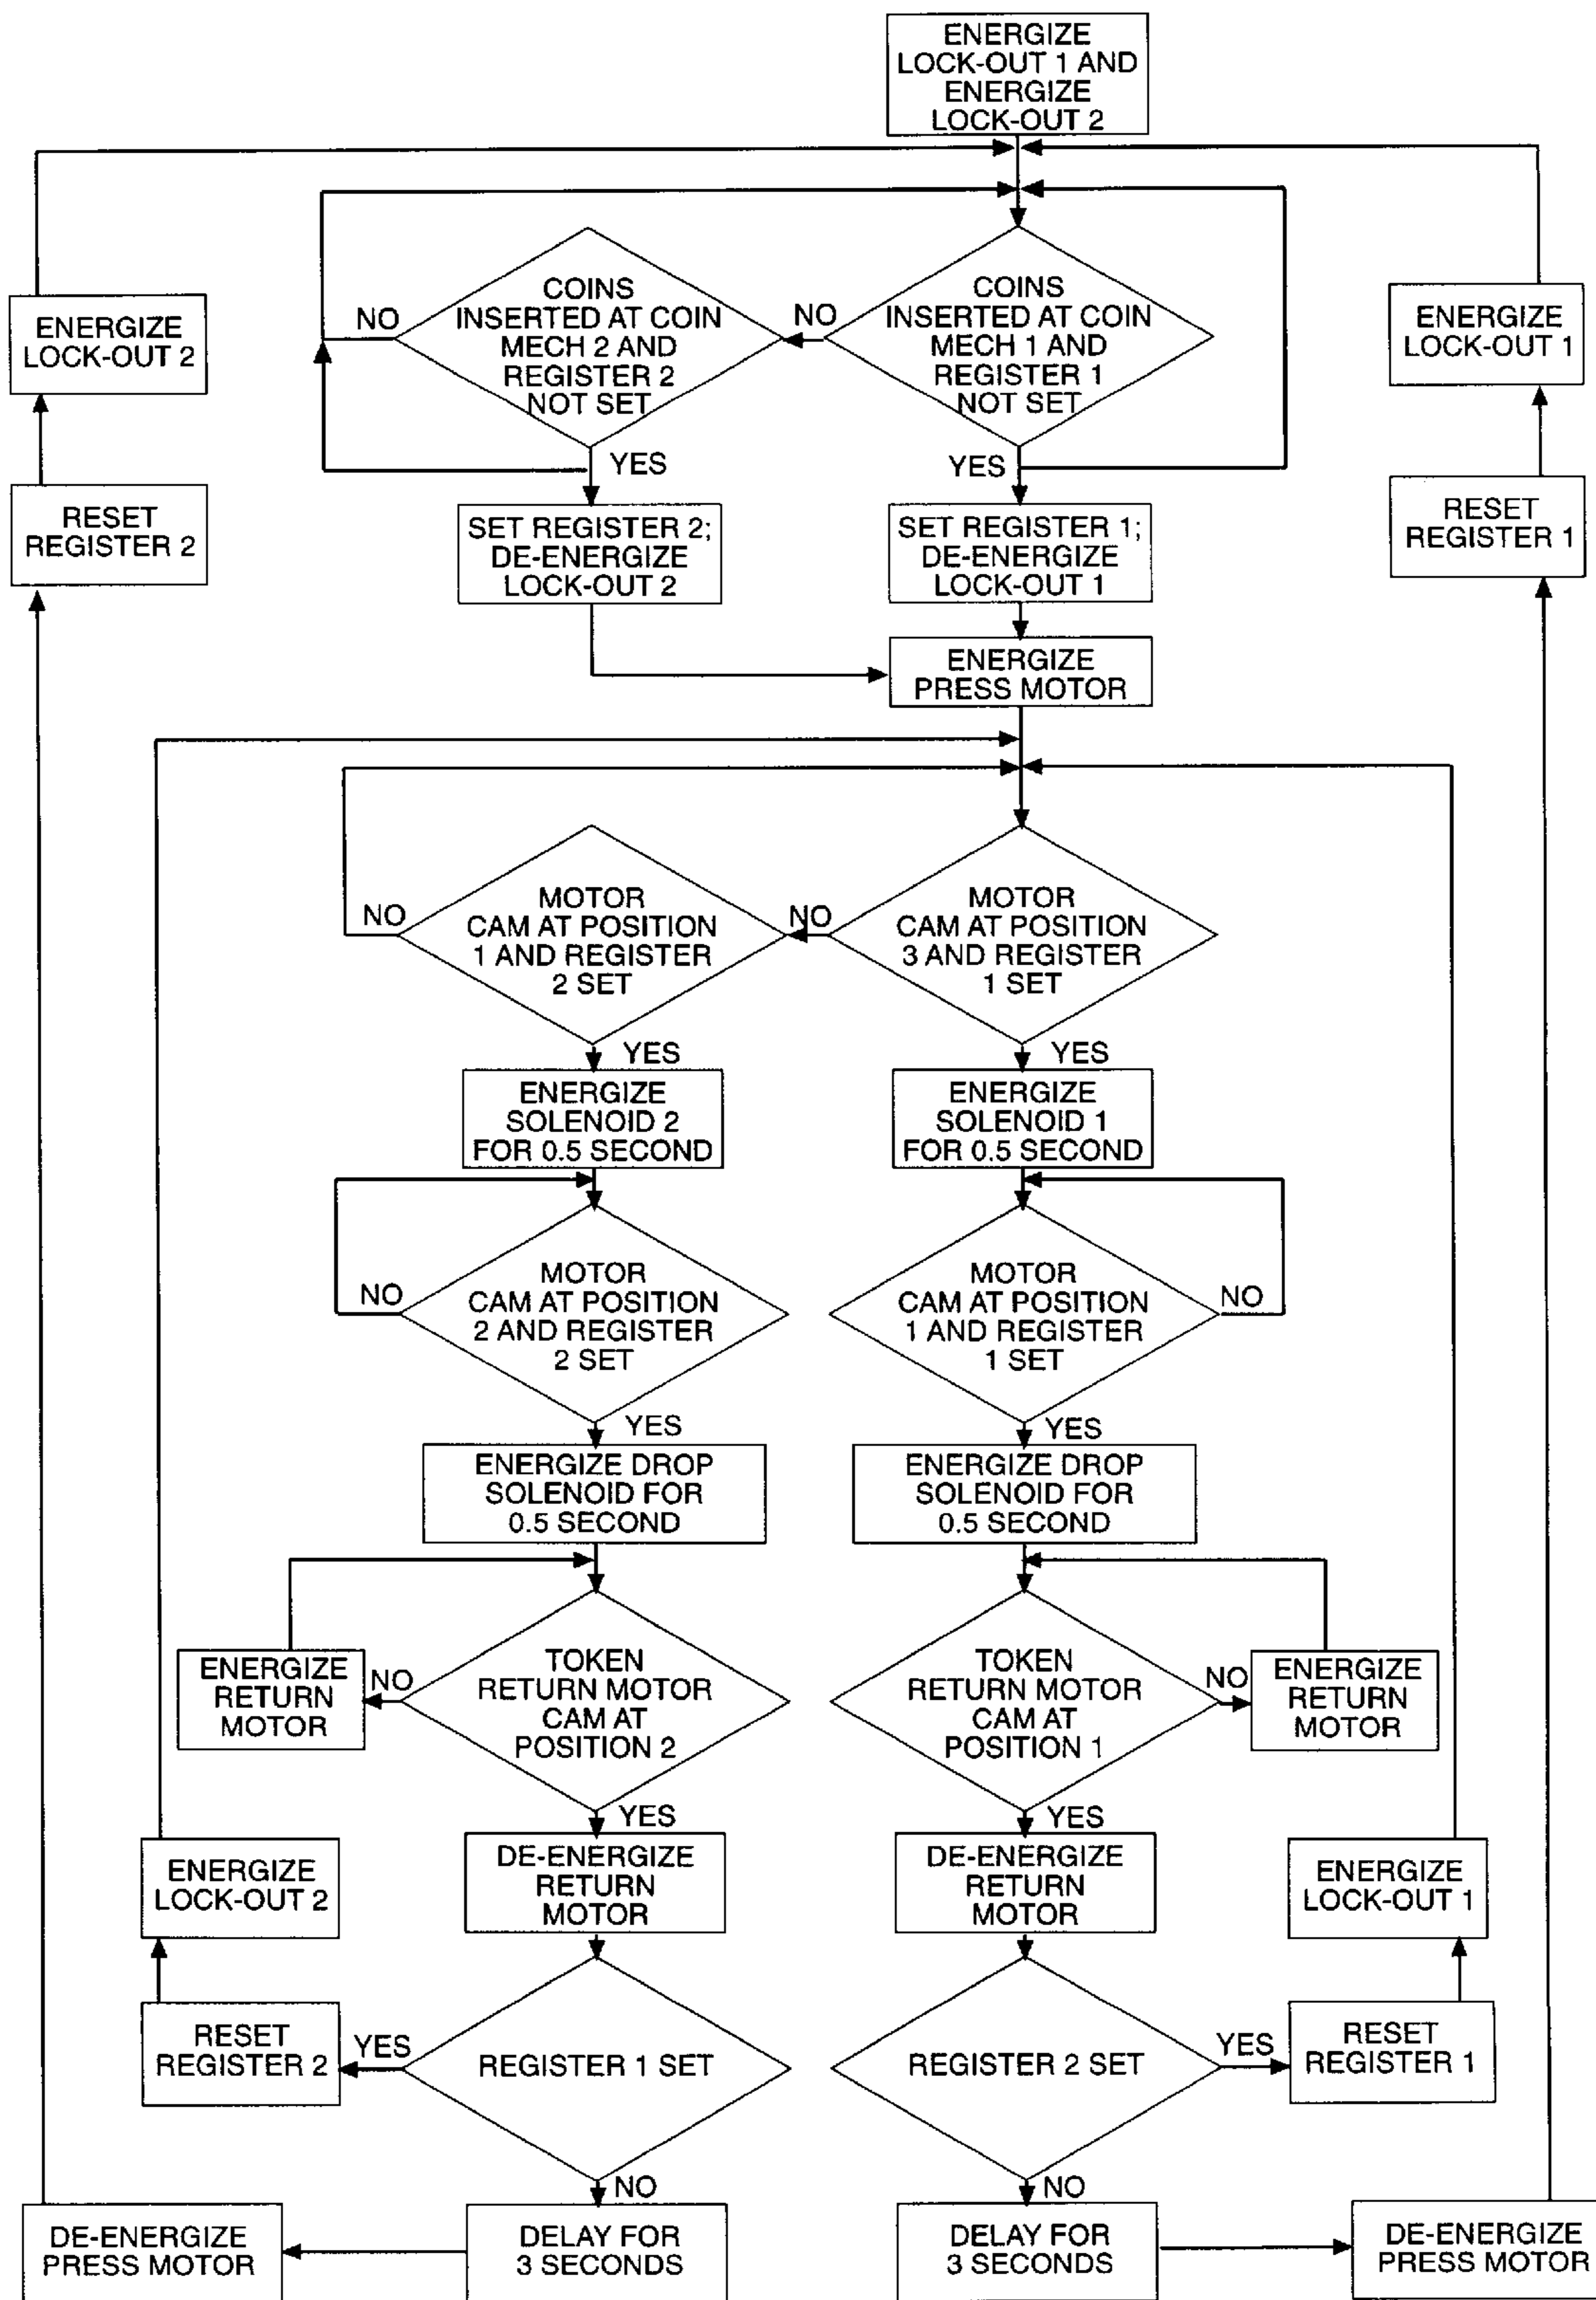 ENERGIZE
LOCK-OUT 1 AND
ENERGIZE
LOCK-OUT 2
COINS
INSERTED AT COIN
MECH 2 AND
REGISTER 2
NOT SET
NO
YES
COINS
INSERTED AT COIN
MECH 1 AND
REGISTER 1
NOT SET
NO
YES
ENERGIZE
LOCK-OUT 2
ENERGIZE
LOCK-OUT 1
RESET
REGISTER 2
RESET
REGISTER 1
SET REGISTER 2;
DE-ENERGIZE
LOCK-OUT 2
SET REGISTER 1;
DE-ENERGIZE
LOCK-OUT 1
ENERGIZE
PRESS MOTOR
NO
MOTOR
CAM AT POSITION
1 AND REGISTER
2 SET
YES
NO
MOTOR
CAM AT POSITION
3 AND REGISTER
1 SET
YES
ENERGIZE
SOLENOID 2
FOR 0.5 SECOND
ENERGIZE
SOLENOID 1
FOR 0.5 SECOND
NO
MOTOR
CAM AT POSITION
2 AND REGISTER
2 SET
YES
MOTOR
CAM AT POSITION
1 AND REGISTER
1 SET
NO
YES
ENERGIZE DROP
SOLENOID FOR
0.5 SECOND
ENERGIZE DROP
SOLENOID FOR
0.5 SECOND
ENERGIZE
RETURN
MOTOR
NO
TOKEN
RETURN MOTOR
CAM AT
POSITION 2
YES
TOKEN
RETURN MOTOR
CAM AT
POSITION 1
NO
YES
ENERGIZE
RETURN
MOTOR
ENERGIZE
LOCK-OUT 2
DE-ENERGIZE
RETURN
MOTOR
DE-ENERGIZE
RETURN
MOTOR
ENERGIZE
LOCK-OUT 1
RESET
REGISTER 2
YES
REGISTER 1 SET
NO
REGISTER 2 SET
YES
NO
RESET
REGISTER 1
DE-ENERGIZE
PRESS MOTOR
DELAY FOR
3 SECONDS
DELAY FOR
3 SECONDS
DE-ENERGIZE
PRESS MOTOR